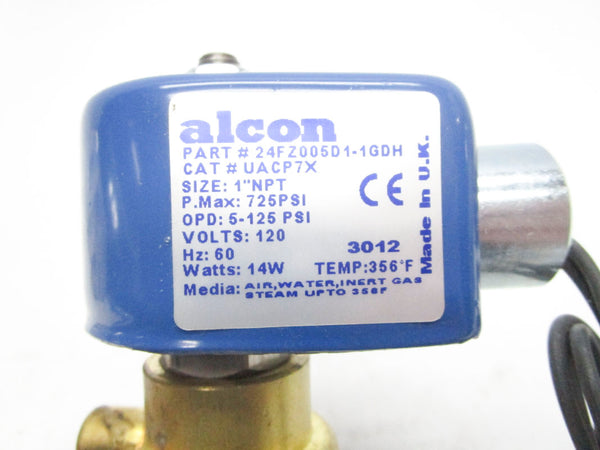 alcon
PART # 24FZ005D1-1GDH
CAT # UACP7X
SIZE: 1"NPT
P.Max: 725PSI
OPD: 5-125 PSI
VOLTS: 120
Hz: 60
3012
Watts: 14W TEMP:356°F
Media: AIR,WATER,INERT GAS
STEAM UPTO 356F
CE
Made In U.K.